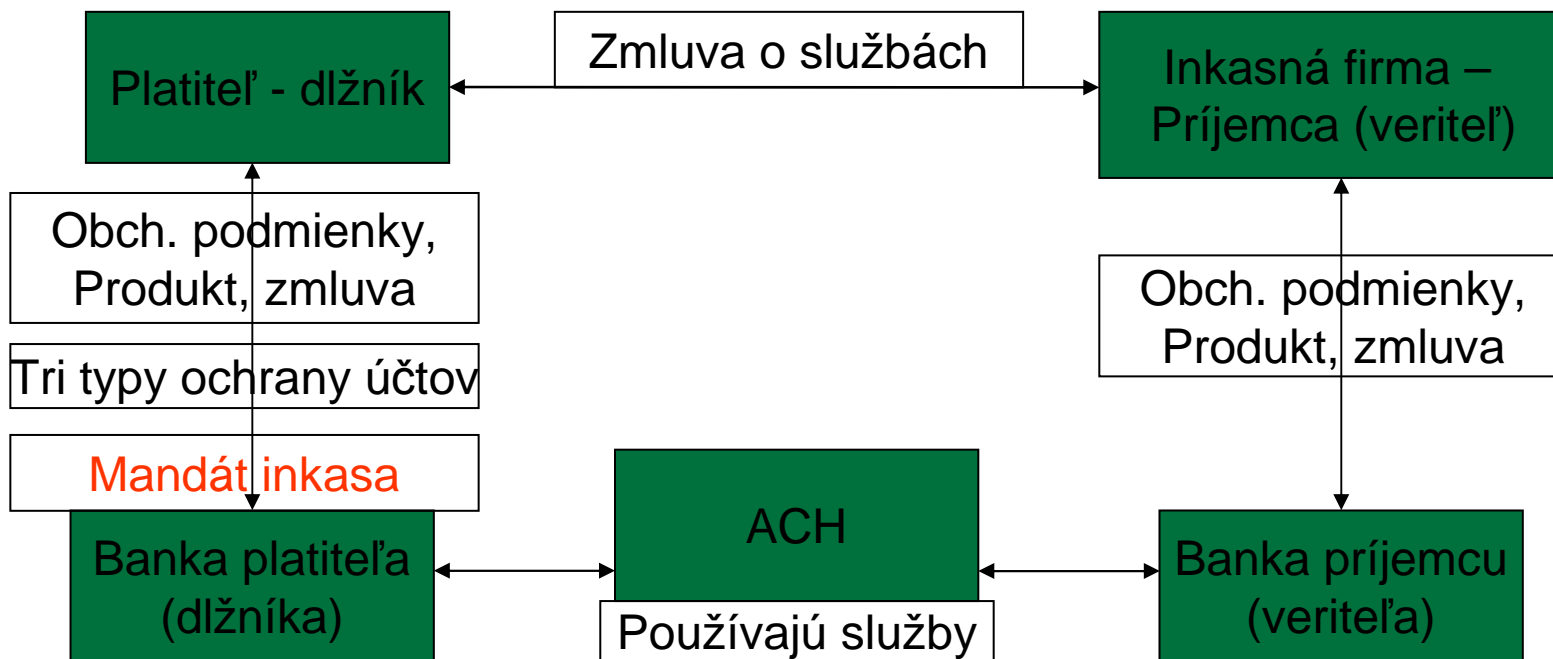 Platiteľ - dlžník
Zmluva o službách
Inkasná firma –
Príjemca (veriteľ)
Obch. podmienky,
Produkt, zmluva
Tri typy ochrany účtov
Mandát inkasa
Obch. podmienky,
Produkt, zmluva
Banka platiteľa
(dlžníka)
ACH
Používajú služby
Banka príjemcu
(veriteľa)